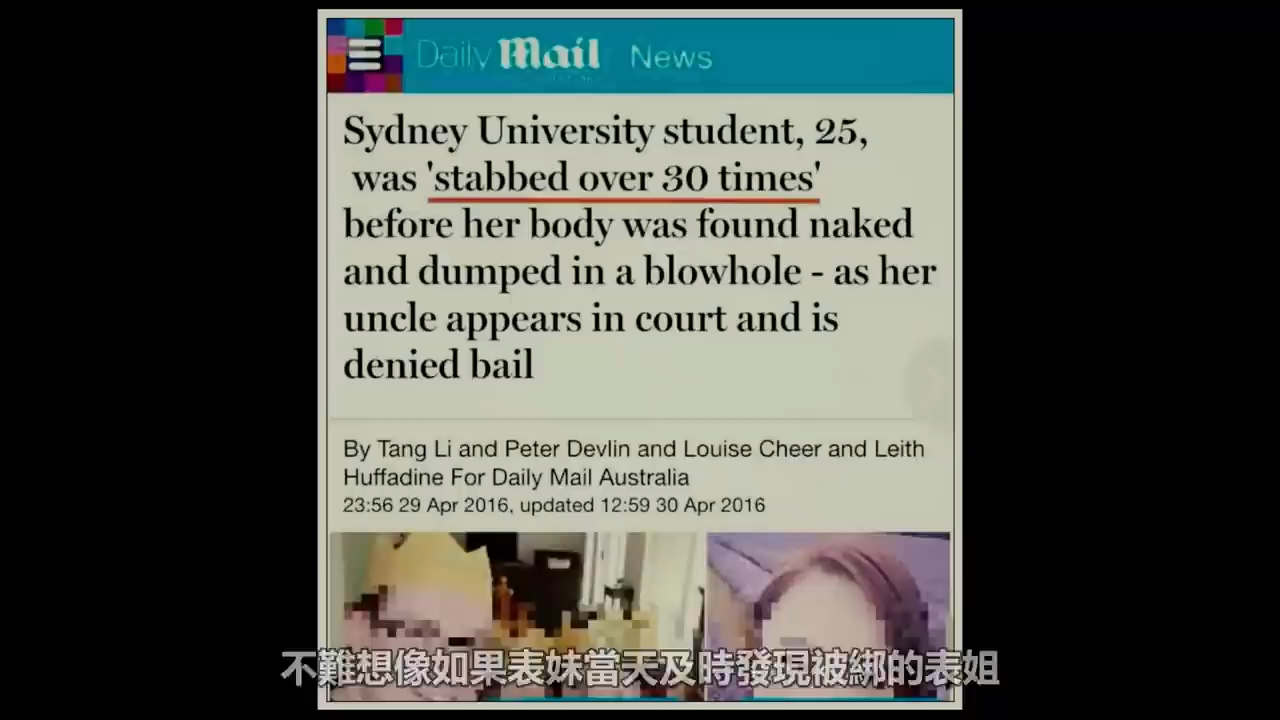 Daily Mail News
Sydney University student, 25,
was 'stabbed over 30 times'
before her body was found naked
and dumped in a blowhole - as her
uncle appears in court and is
denied bail
By Tang Li and Peter Devlin and Louise Cheer and Leith
Huffadine For Daily Mail Australia
23:56 29 Apr 2016, updated 12:59 30 Apr 2016
不難想像如果表妹當天及時發現被綁的表姐